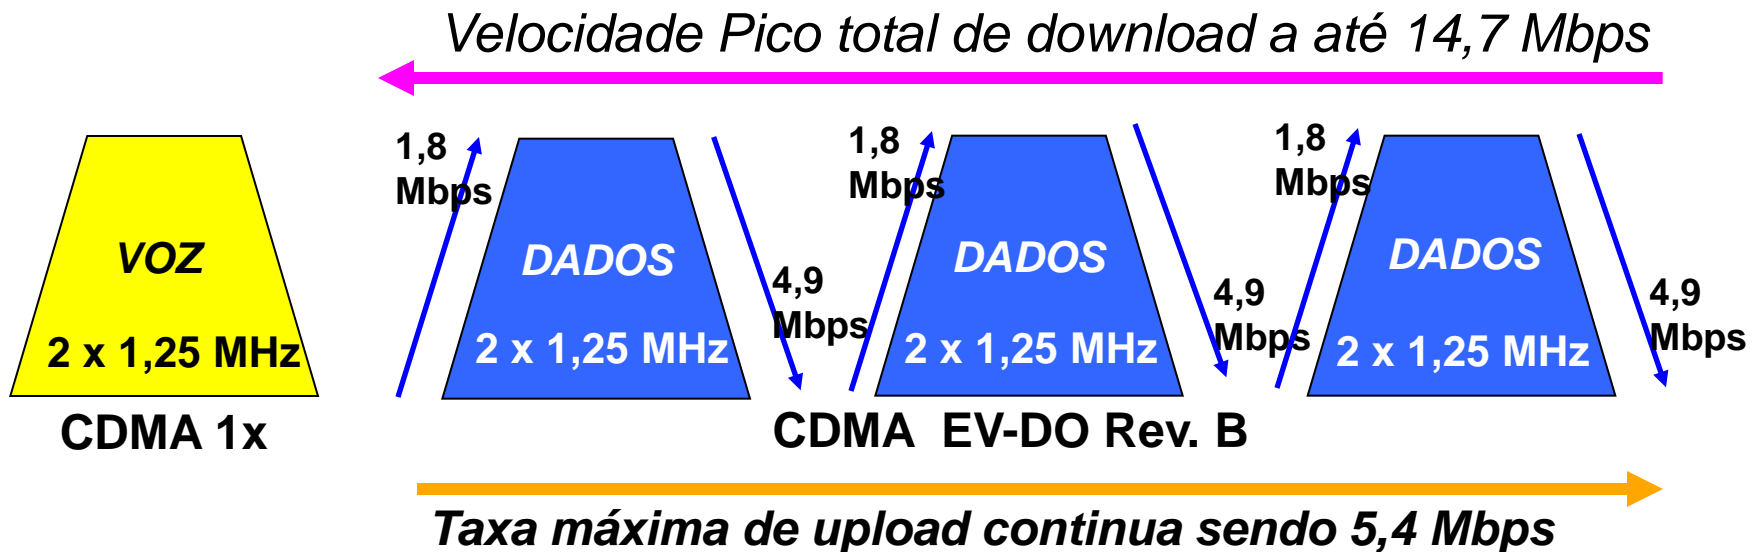 Velocidade Pico total de download a até 14,7 Mbps
1,8
Mbps
1,8
Mbps
1,8
Mbps
VOZ
2 x 1,25 MHz
DADOS
2 x 1,25 MHz
4,9
Mbps
DADOS
2 x 1,25 MHz
4,9
Mbps
DADOS
2 x 1,25 MHz
4,9
Mbps
CDMA 1x
CDMA  EV-DO Rev. B
Taxa máxima de upload continua sendo 5,4 Mbps